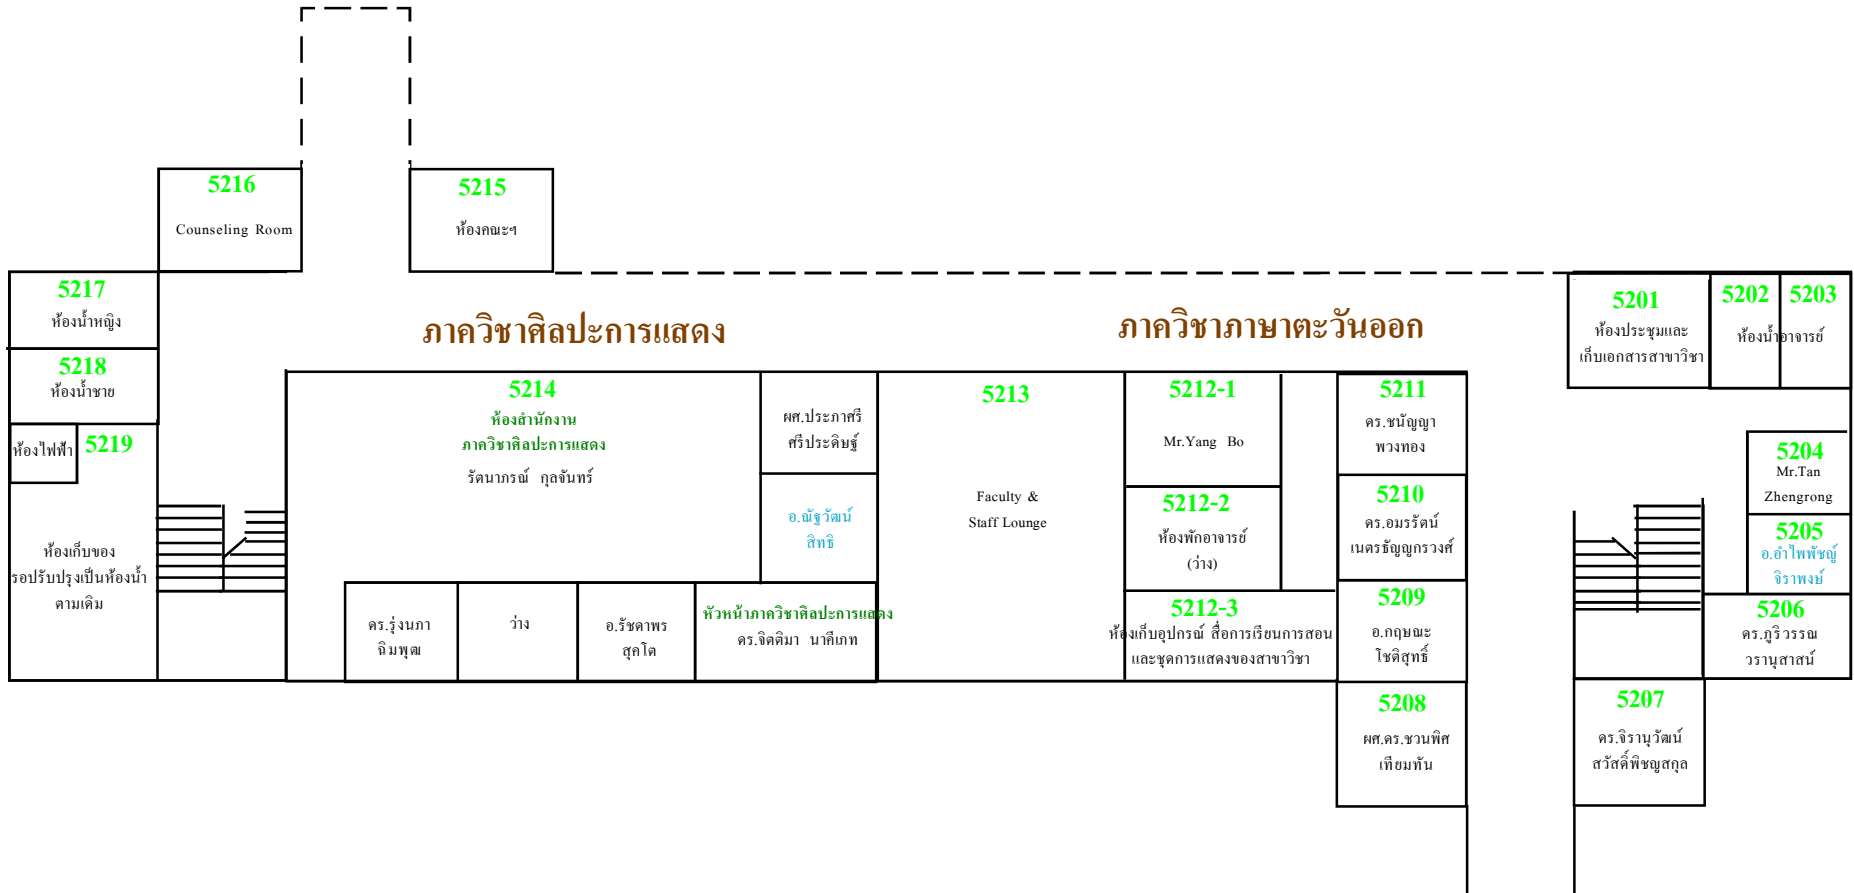 5216
Counseling Room
5215
ห้องคณะฯ
5217
ห้องน้ำหญิง
5218
ห้องน้ำชาย
ห้องไฟฟ้า
5219
ห้องเก็บของ
รอปรับปรุงเป็นห้องน้ำ
ตามเดิม
ภาควิชาศิลปะการแสดง
ภาควิชาภาษาตะวันออก
5214
ห้องสำนักงาน
ภาควิชาศิลปะการแสดง
รัตนาภรณ์ กุลจันทร์
ผศ.ประภาศรี
ศรีประดิษฐ์
อ.ณัฐวัฒน์
สิทธิ
ดร.รุ่งนภา
ฉิมพุฒ
ว่าง
อ.รัชดาพร
สุคโต
หัวหน้าภาควิชาศิลปะการแสดง
ดร.จิตติมา นาคีเภท
5213
Faculty &
Staff Lounge
5212-1
Mr.Yang Bo
5212-2
ห้องพักอาจารย์
(ว่าง)
5212-3
ห้องเก็บอุปกรณ์ สื่อการเรียนการสอน
และชุดการแสดงของสาขาวิชา
5211
ดร.ชนัญญา
พวงทอง
5210
ดร.อมรรัตน์
เนตรธัญญกรวงศ์
5209
อ.กฤษณะ
โชติสุทธิ์
5208
ผศ.ดร.ชวนพิศ
เทียมทัน
5201
ห้องประชุมและ
เก็บเอกสารสาขาวิชา
5202
5203
ห้องน้ำอาจารย์
5204
Mr.Tan
Zhengrong
5205
อ.อำไพพัชญ์
จิราพงษ์
5206
ดร.ภูริวรรณ
วรานุสาสน์
5207
ดร.จิรานุวัฒน์
สวัสดิ์พิชญสกุล